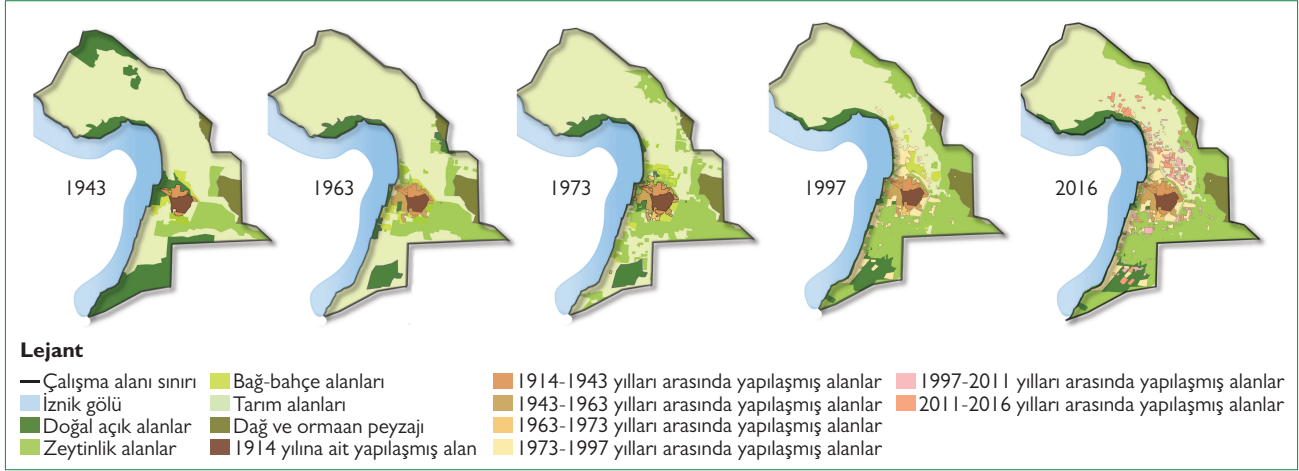 1943
1963
1973
1997
2016
Lejant
Çalışma alanı sınırı
İznik gölü
Doğal açık alanlar
Zeytinlik alanlar
Bağ-bahçe alanları
Tarım alanları
Dağ ve ormaan peyzajı
1914 yılına ait yapılaşmış alan
1914-1943 yılları arasında yapılaşmış alanlar
1943-1963 yılları arasında yapılaşmış alanlar
1963-1973 yılları arasında yapılaşmış alanlar
1973-1997 yılları arasında yapılaşmış alanlar
1997-2011 yılları arasında yapılaşmış alanlar
2011-2016 yılları arasında yapılaşmış alanlar